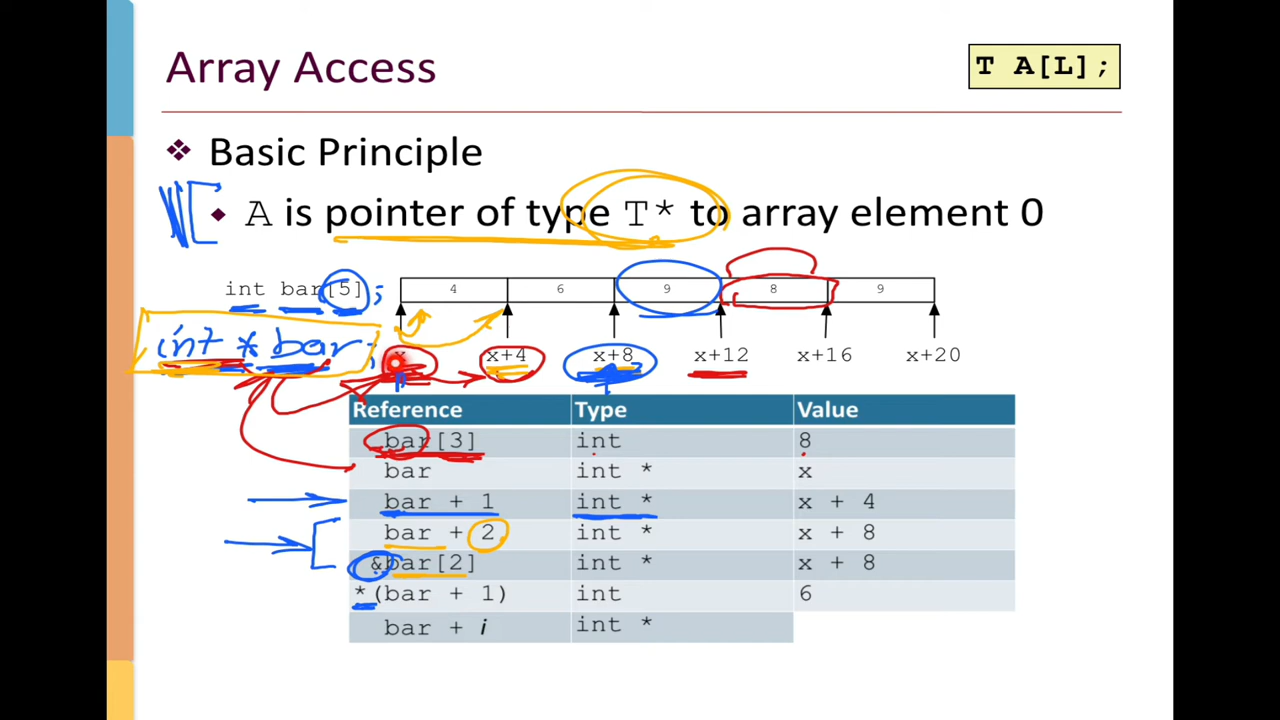 Array Access
T A[L];
❖ Basic Principle
◆ A is pointer of type T* to array element 0
int bar[5];
4 6 9 8 9
int * bar;
x x+4 x+8 x+12 x+16 x+20
Reference Type Value
bar[3] int 8
bar int * x
bar + 1 int * x + 4
bar + 2 int * x + 8
&bar[2] int * x + 8
*(bar + 1) int 6
bar + i int *